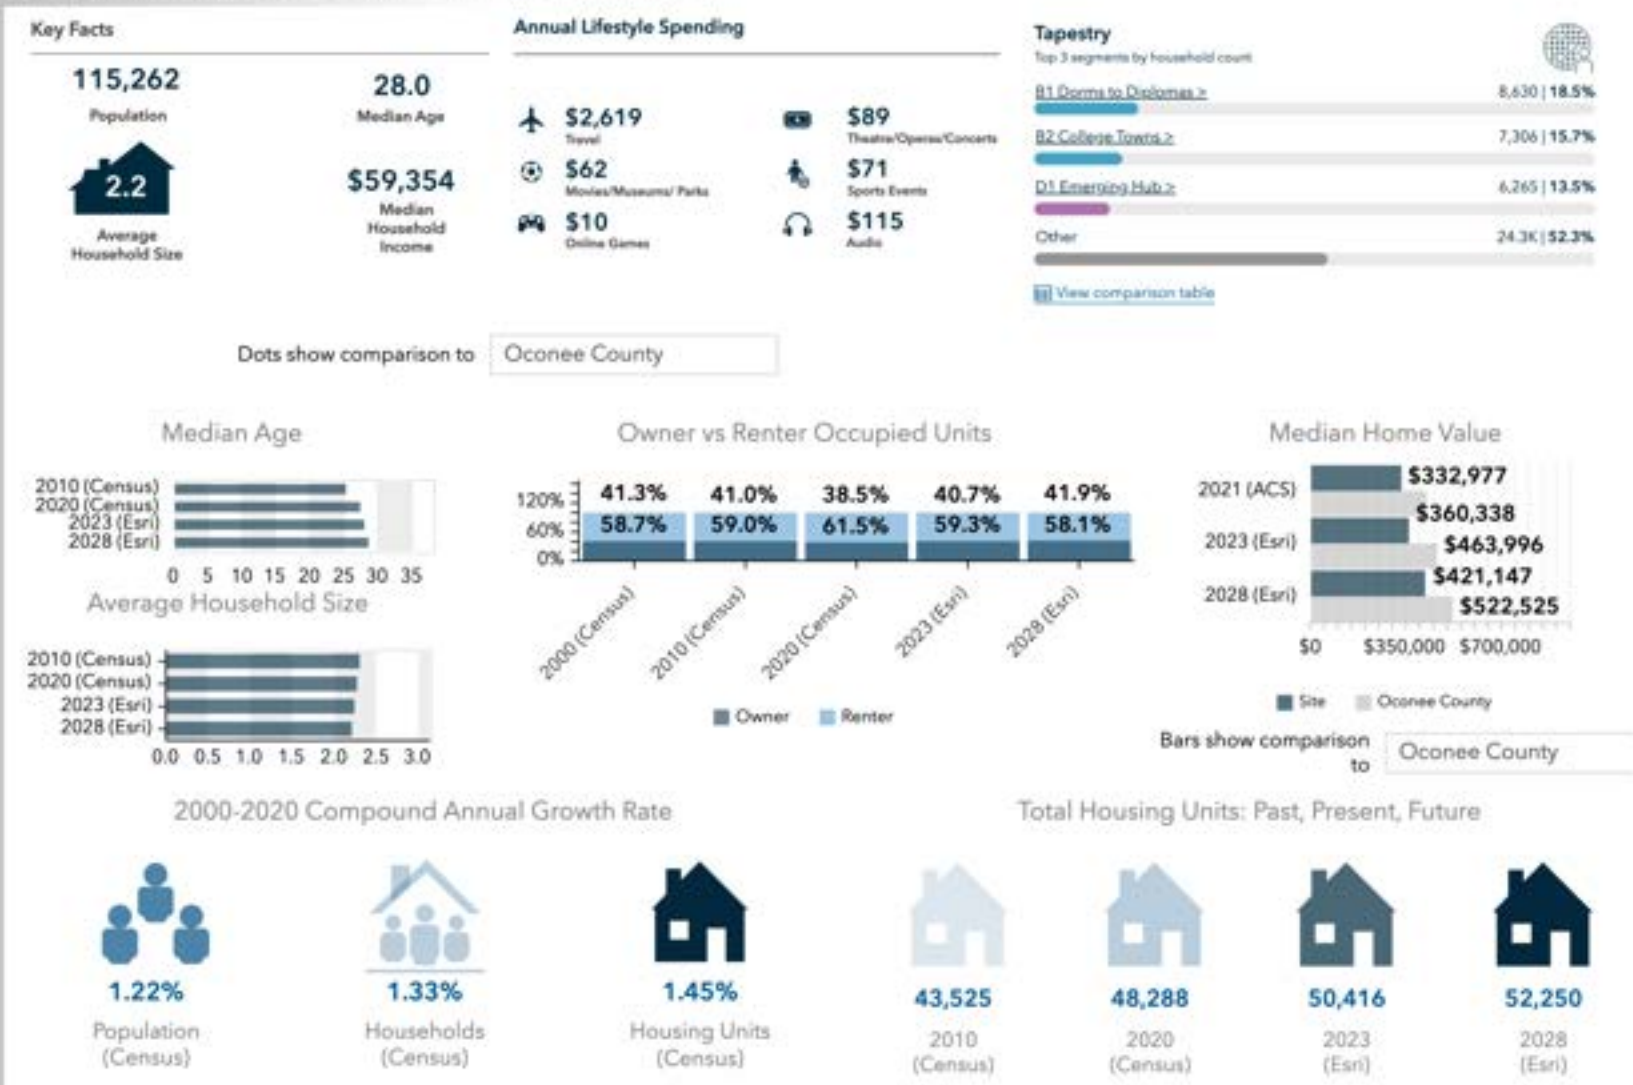 Key Facts
115,262
Population
28.0
Median Age
2.2
Average
Household Size
$59,354
Median
Household
Income
Annual Lifestyle Spending
$2,619
Travel
$89
Theatre/Operas/Concerts
$62
Movies/Museums/ Parks
$71
Sports Events
$10
Online Games
$115
Audio
Tapestry
Top 3 segments by household count
B1 Dorms to Diplomas >
8,630 | 18.5%
B2 College Towns >
7,306 | 15.7%
D1 Emerging Hub >
6,265 | 13.5%
Other
24.3K | 52.3%
View comparison table
Dots show comparison to
Oconee County
Median Age
2010 (Census)
2020 (Census)
2023 (Esri)
2028 (Esri)
0 5 10 15 20 25 30 35
Average Household Size
2010 (Census)
2020 (Census)
2023 (Esri)
2028 (Esri)
0.0 0.5 1.0 1.5 2.0 2.5 3.0
Owner vs Renter Occupied Units
120%
60%
0%
41.3% 41.0% 38.5% 40.7% 41.9%
58.7% 59.0% 61.5% 59.3% 58.1%
2000 (Census)
2010 (Census)
2020 (Census)
2023 (Esri)
2028 (Esri)
Owner Renter
Median Home Value
2021 (ACS)
$332,977
$360,338
2023 (Esri)
$463,996
$421,147
2028 (Esri)
$522,525
$0 $350,000 $700,000
Site Oconee County
Bars show comparison
to
Oconee County
2000-2020 Compound Annual Growth Rate
1.22%
Population
(Census)
1.33%
Households
(Census)
1.45%
Housing Units
(Census)
Total Housing Units: Past, Present, Future
43,525
2010
(Census)
48,288
2020
(Census)
50,416
2023
(Esri)
52,250
2028
(Esri)